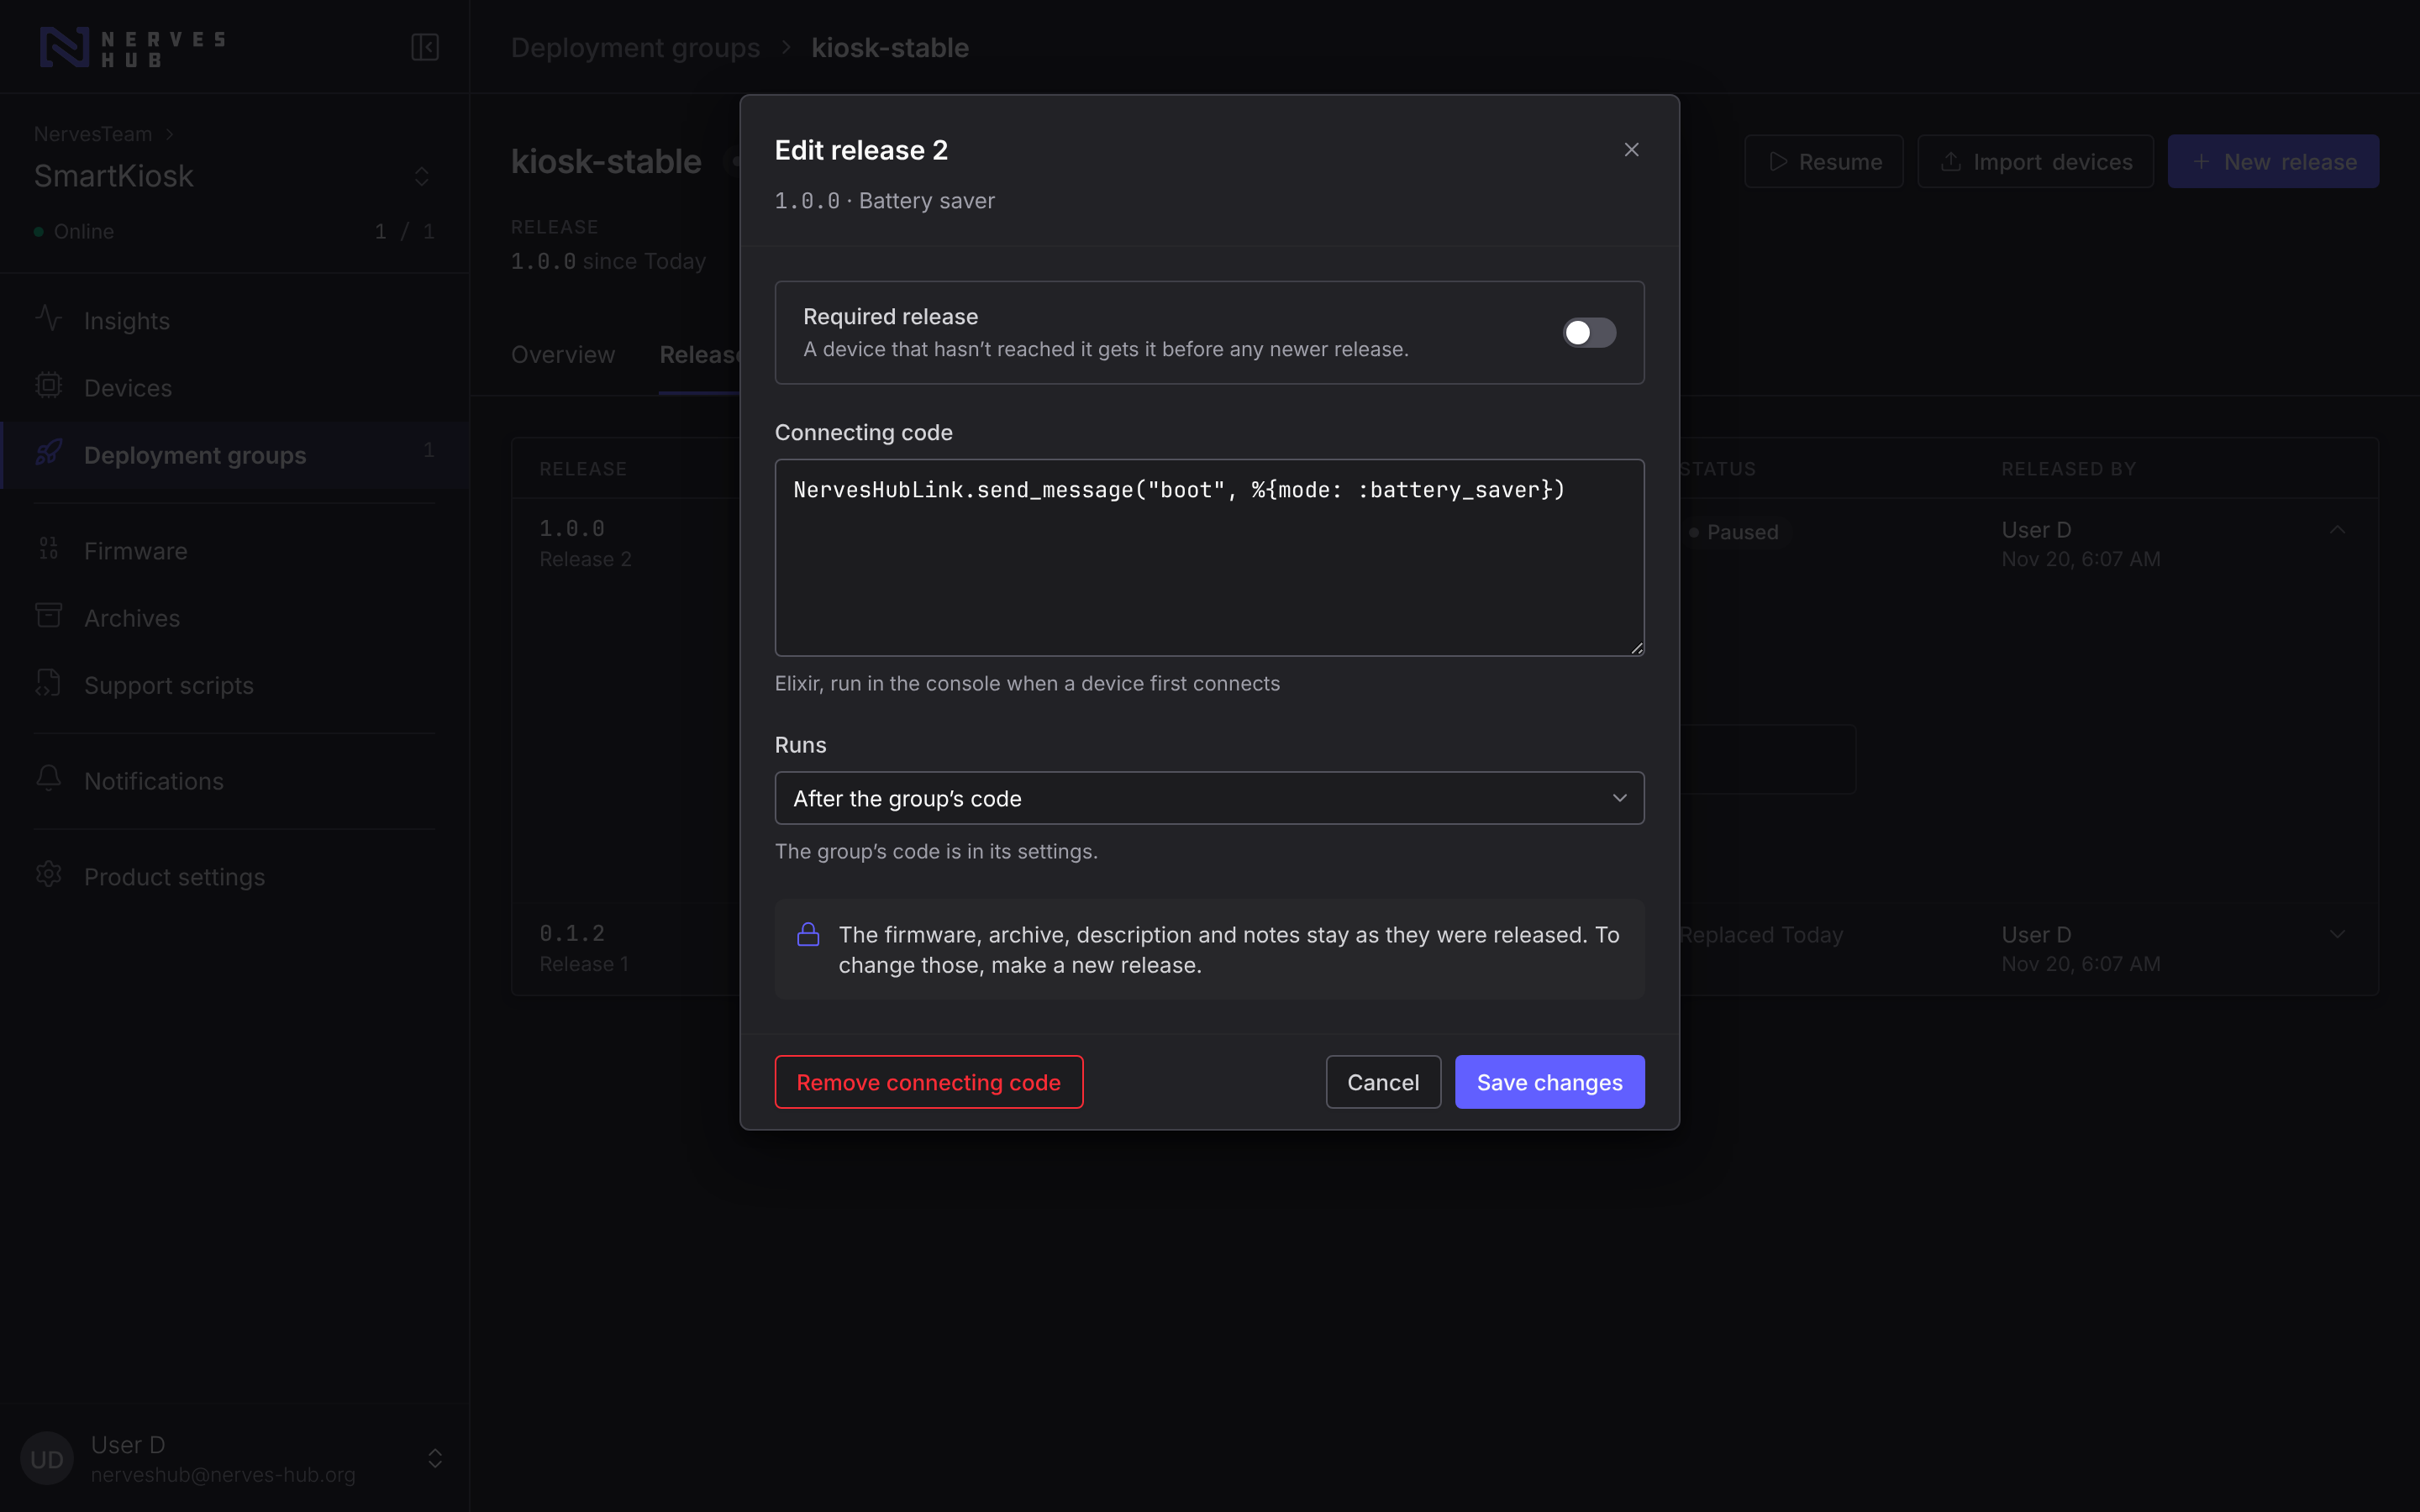 NERVES
HUB
Deployment groups > kiosk-stable
NervesTeam >
SmartKiosk
Online 1 / 1
Insights
Devices
Deployment groups 1
Firmware
Archives
Support scripts
Notifications
Product settings
UD
User D
nerveshub@nerves-hub.org
kiosk-stable
Resume
Import devices
+ New release
RELEASE
1.0.0 since Today
Overview
Releas
RELEASE
STATUS
RELEASED BY
1.0.0
Release 2
Paused
User D
Nov 20, 6:07 AM
0.1.2
Release 1
Replaced Today
User D
Nov 20, 6:07 AM
Edit release 2
1.0.0 · Battery saver
Required release
A device that hasn’t reached it gets it before any newer release.
Connecting code
NervesHubLink.send_message("boot", %{mode: :battery_saver})
Elixir, run in the console when a device first connects
Runs
After the group’s code
The group’s code is in its settings.
The firmware, archive, description and notes stay as they were released. To
change those, make a new release.
Remove connecting code
Cancel
Save changes